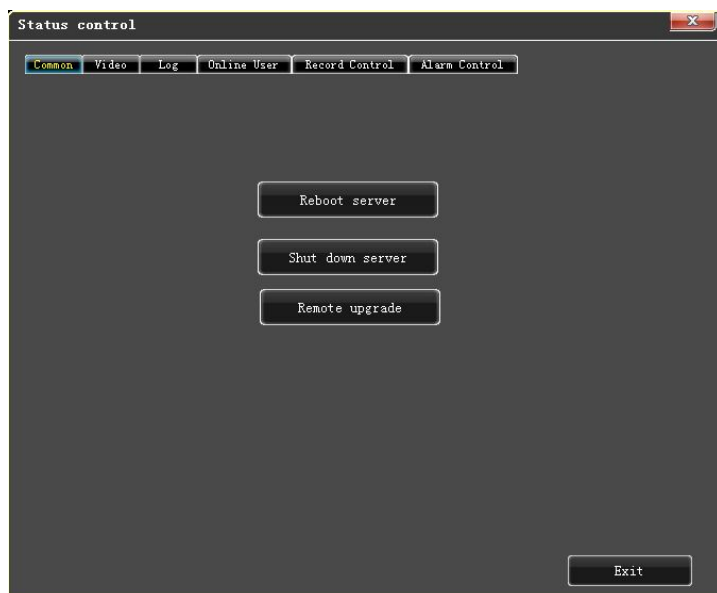 Status control
Common Video Log Online User Record Control Alarm Control
Reboot server
Shut down server
Remote upgrade
Exit